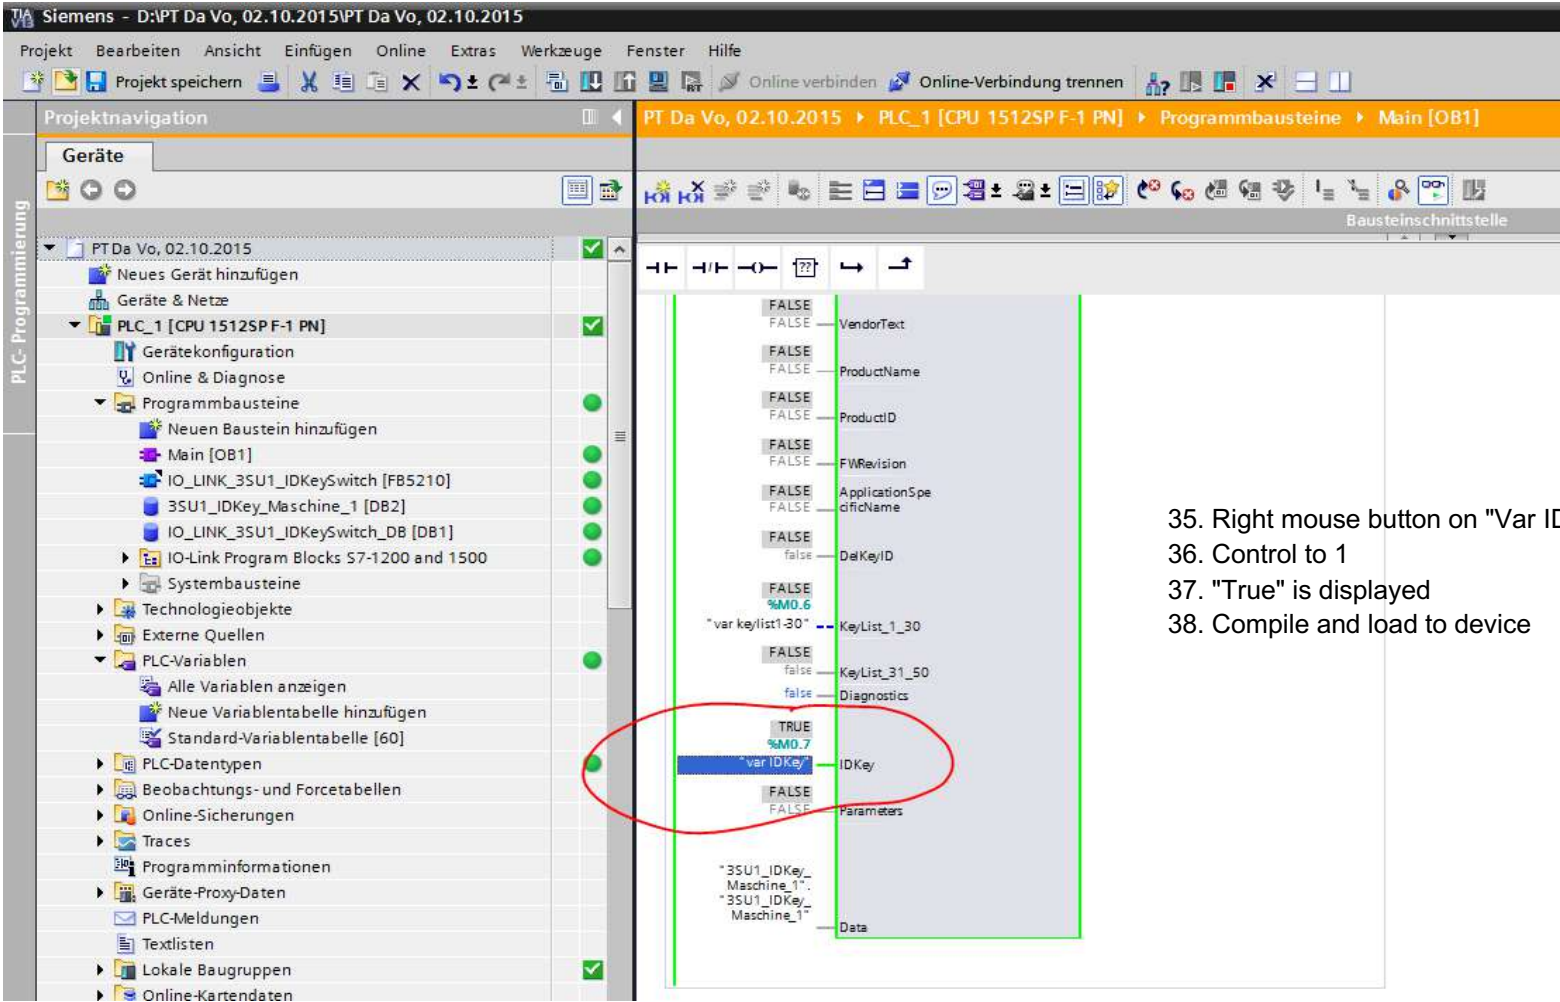 Siemens - D:\PT Da Vo, 02.10.2015\PT Da Vo, 02.10.2015
Projekt Bearbeiten Ansicht Einfügen Online Extras Werkzeuge Fenster Hilfe
Projekt speichern Online verbinden Online-Verbindung trennen
Projektnavigation
PT Da Vo, 02.10.2015 PLC_1 [CPU 1512SP F-1 PN] Programmbausteine Main [OB1]
Geräte
PLC-Programmierung
Bausteinschnittstelle
PT Da Vo, 02.10.2015
Neues Gerät hinzufügen
Geräte & Netze
PLC_1 [CPU 1512SP F-1 PN]
Gerätekonfiguration
Online & Diagnose
Programmbausteine
Neuen Baustein hinzufügen
Main [OB1]
IO_LINK_3SU1_IDKeySwitch [FB5210]
3SU1_IDKey_Maschine_1 [DB2]
IO_LINK_3SU1_IDKeySwitch_DB [DB1]
IO-Link Program Blocks S7-1200 and 1500
Systembausteine
Technologieobjekte
Externe Quellen
PLC-Variablen
Alle Variablen anzeigen
Neue Variablentabelle hinzufügen
Standard-Variablentabelle [60]
PLC-Datentypen
Beobachtungs- und Forcetabellen
Online-Sicherungen
Traces
Programminformationen
Geräte-Proxy-Daten
PLC-Meldungen
Textlisten
Lokale Baugruppen
Online-Kartendaten
FALSE
FALSE VendorText
FALSE
FALSE ProductName
FALSE
FALSE ProductID
FALSE
FALSE FWRevision
FALSE ApplicationSpe
FALSE cificName
FALSE
false DelKeyID
FALSE
%M0.6
"var keylist1-30" KeyList_1_30
FALSE
false KeyList_31_50
false Diagnostics
TRUE
%M0.7
"var IDKey" IDKey
FALSE
FALSE Parameters
"3SU1_IDKey_
Maschine_1".
"3SU1_IDKey_
Maschine_1"
Data
35. Right mouse button on "Var ID
36. Control to 1
37. "True" is displayed
38. Compile and load to device